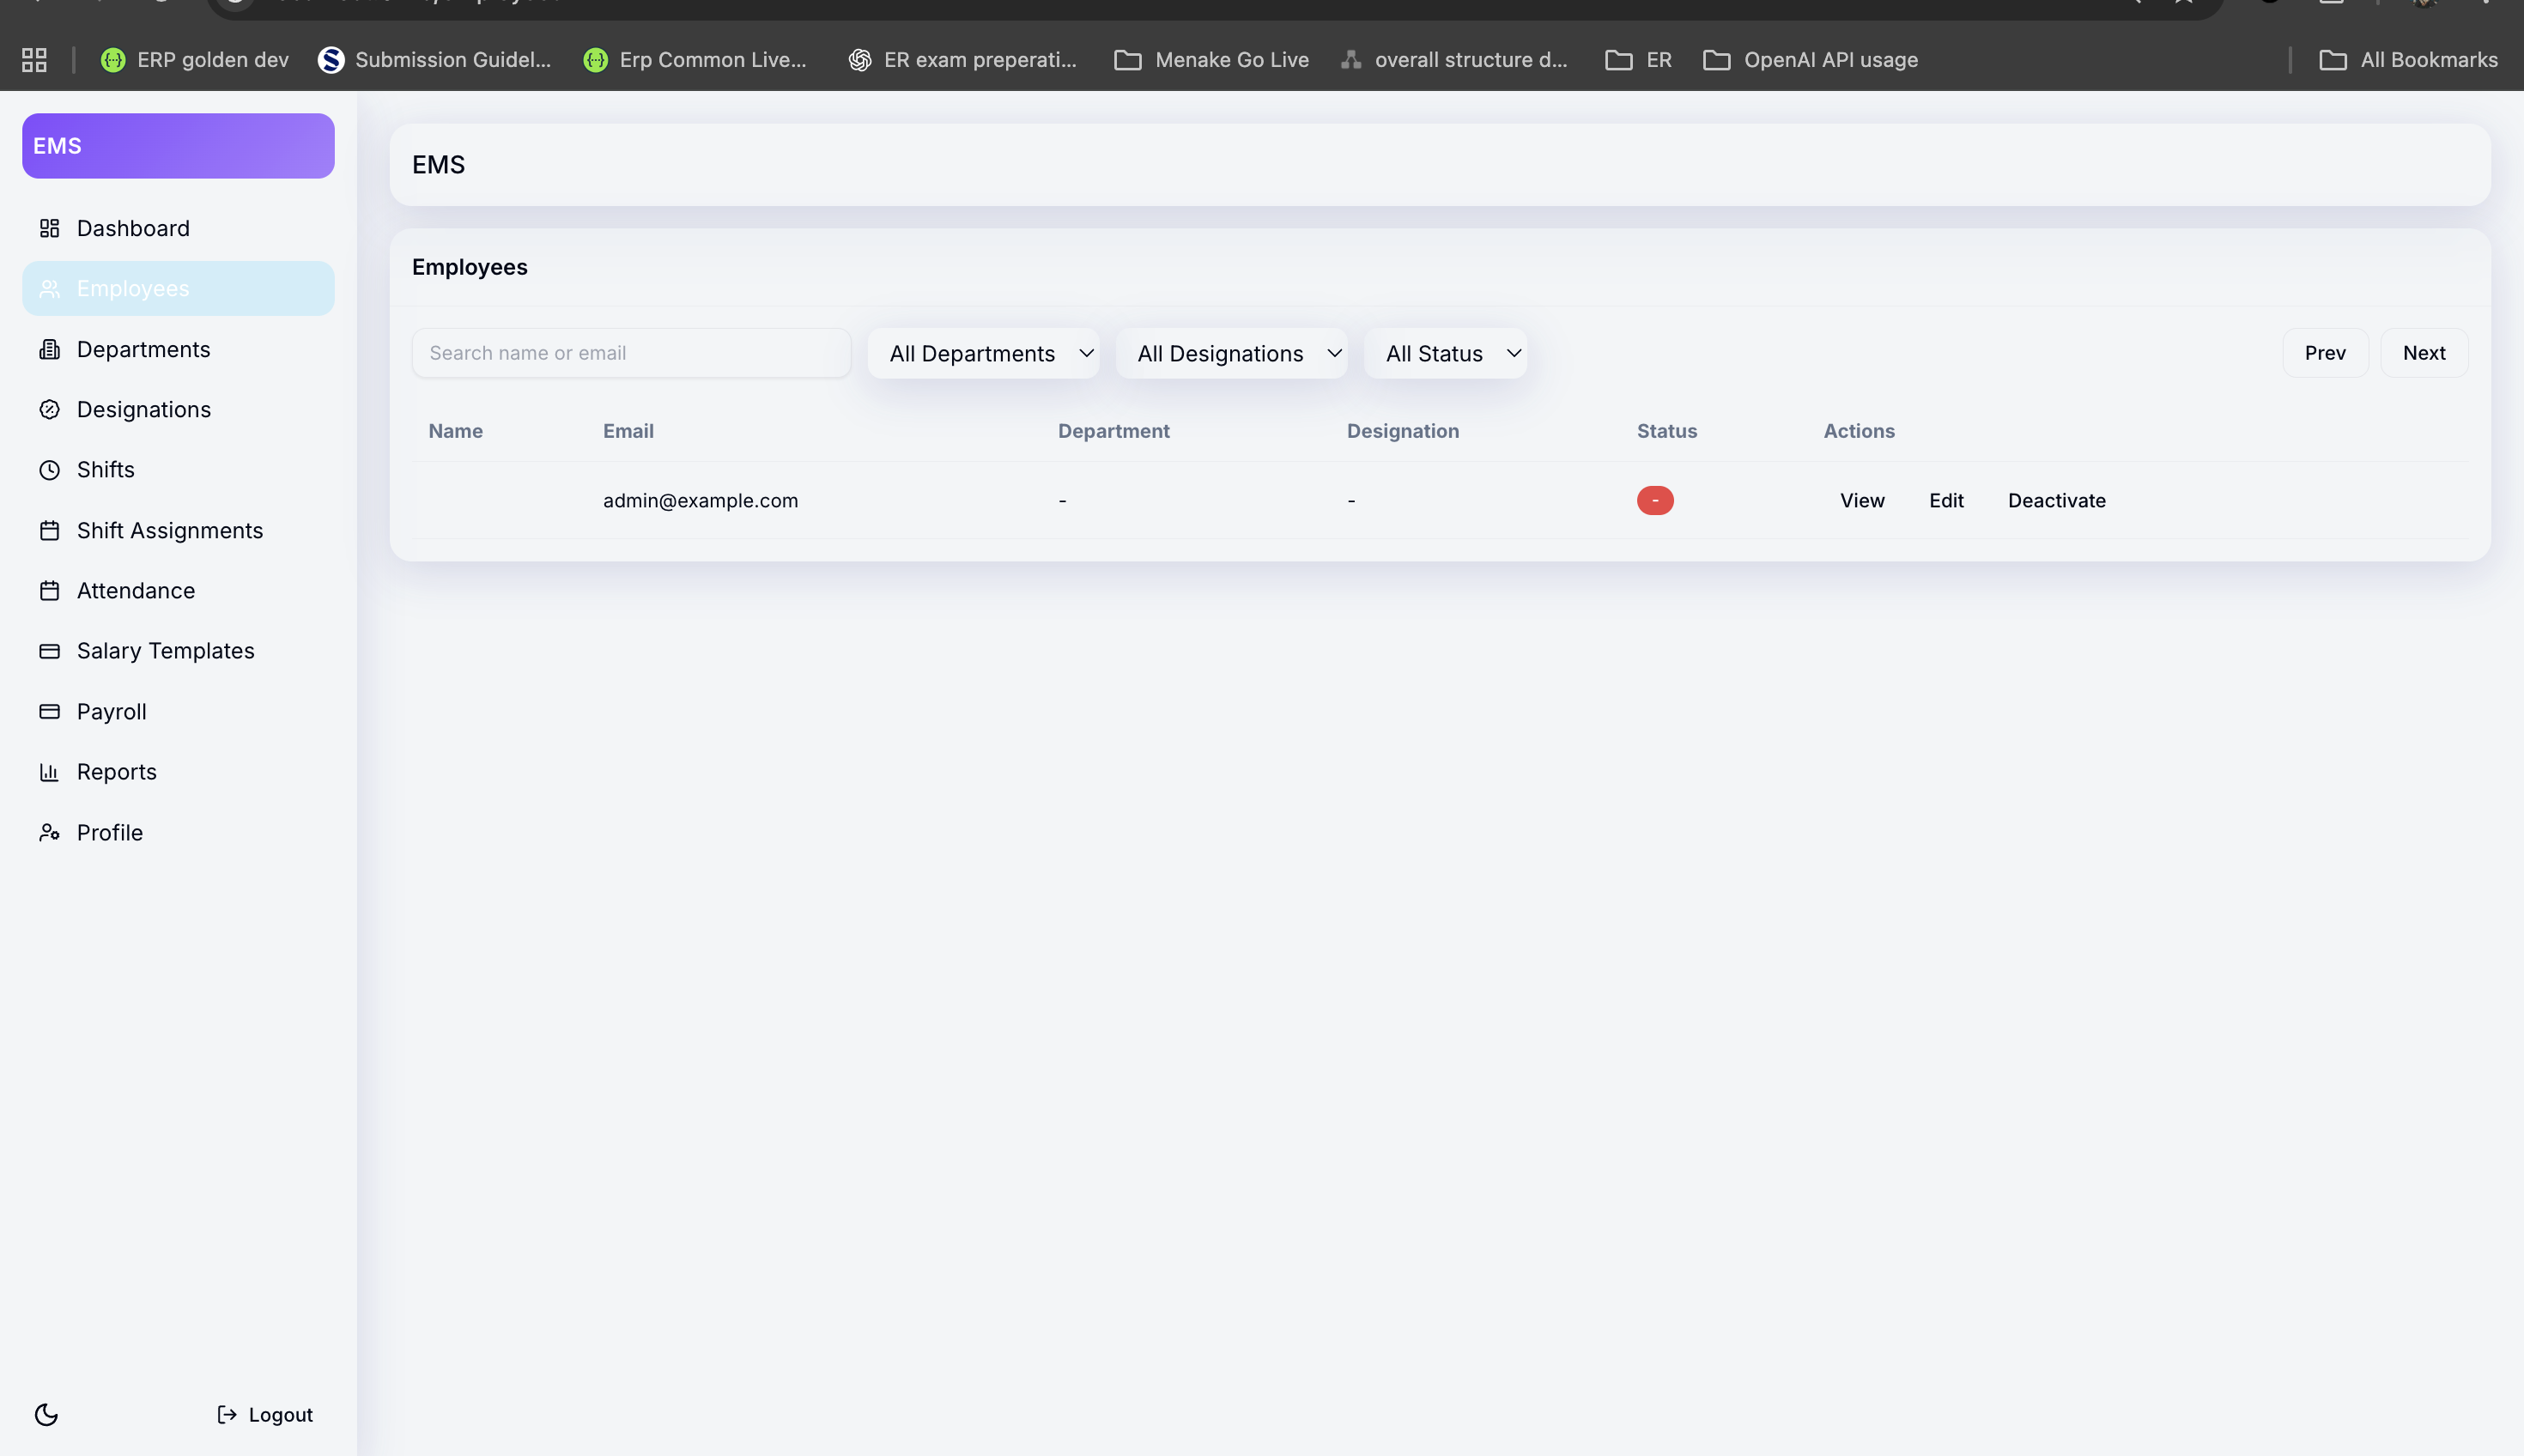 ERP golden dev Submission Guidel... Erp Common Live... ER exam preperati... Menake Go Live overall structure d... ER OpenAI API usage All Bookmarks
EMS
Dashboard
Employees
Departments
Designations
Shifts
Shift Assignments
Attendance
Salary Templates
Payroll
Reports
Profile
Logout
EMS
Employees
Search name or email All Departments All Designations All Status Prev Next
Name Email Department Designation Status Actions
admin@example.com - - - View Edit Deactivate